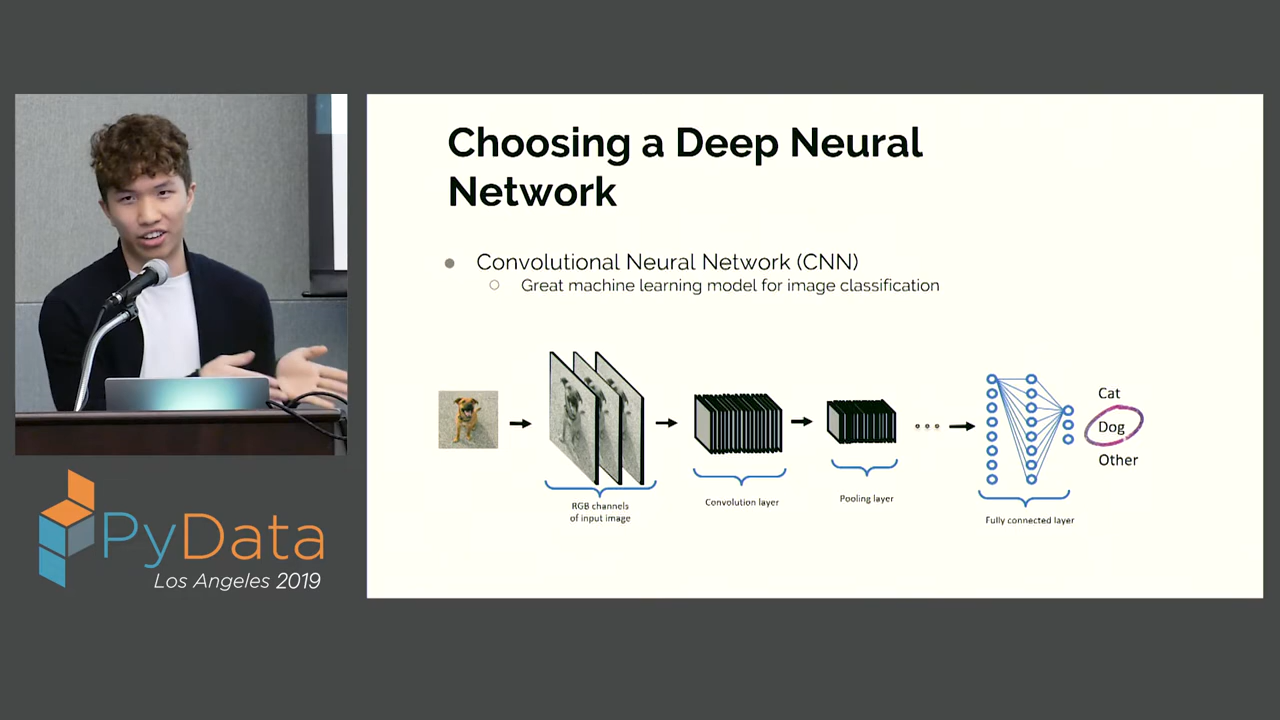 Choosing a Deep Neural
Network
Convolutional Neural Network (CNN)
Great machine learning model for image classification
RGB channels
of input image
Convolution layer
Pooling layer
Fully connected layer
Cat
Dog
Other
PyData
Los Angeles 2019